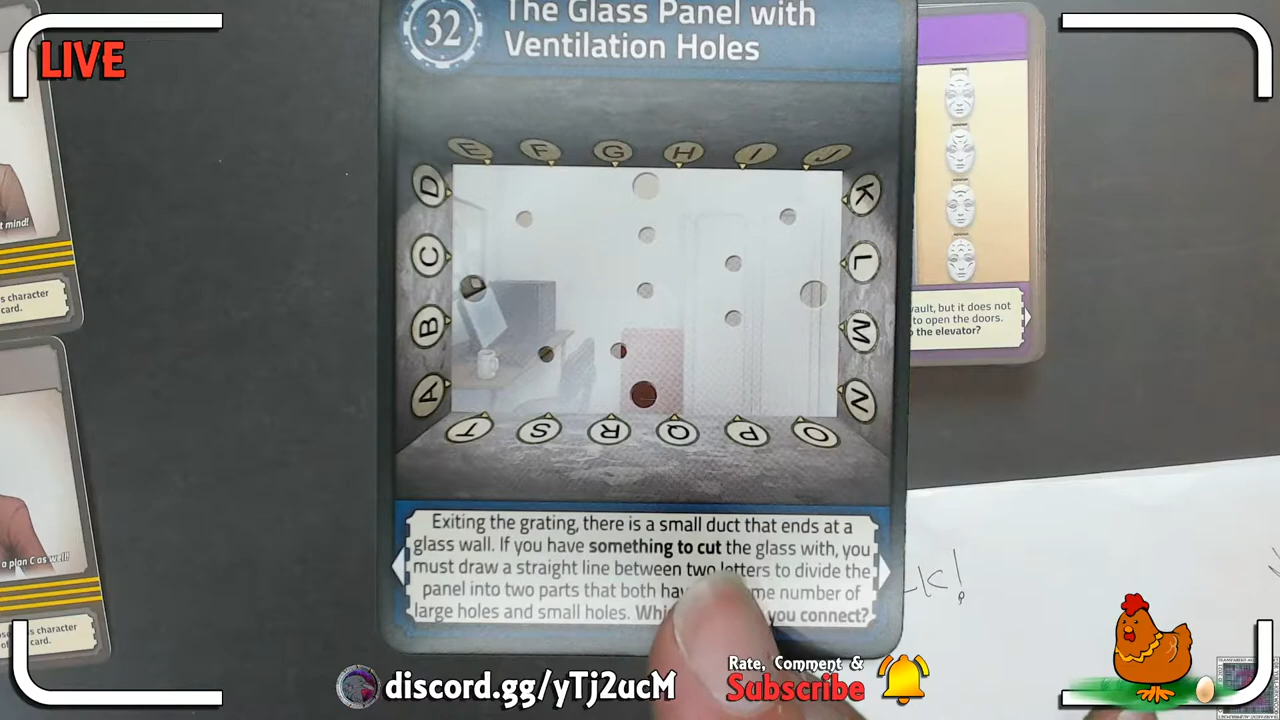 LIVE
32
The Glass Panel with
Ventilation Holes
E F G H I J
D
C
B
A
K
L
M
N
T S R Q P O
Exiting the grating, there is a small duct that ends at a
glass wall. If you have something to cut the glass with, you
must draw a straight line between two letters to divide the
panel into two parts that both number of
large holes and small holes. you connect?
t mind!
s character
card.
a plan C as well!
s character
card.
vault, but it does not
to open the doors.
the elevator?
discord.gg/yTj2ucM
Rate, Comment &
Subscribe